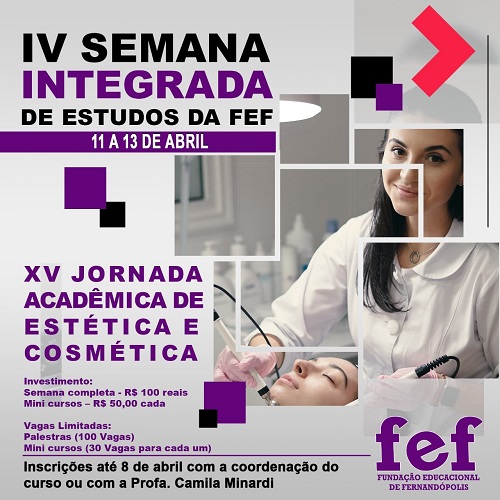 IV SEMANA
INTEGRADA
DE ESTUDOS DA FEF
11 A 13 DE ABRIL
XV JORNADA
ACADÊMICA DE
ESTÉTICA E
COSMÉTICA
Investimento:
Semana completa - R$ 100 reais
Mini cursos – R$ 50,00 cada
Vagas Limitadas:
Palestras (100 Vagas)
Mini cursos (30 Vagas para cada um)
Inscrições até 8 de abril com a coordenação do
curso ou com a Profa. Camila Minardi
fef
FUNDAÇÃO EDUCACIONAL
DE FERNANDÓPOLIS